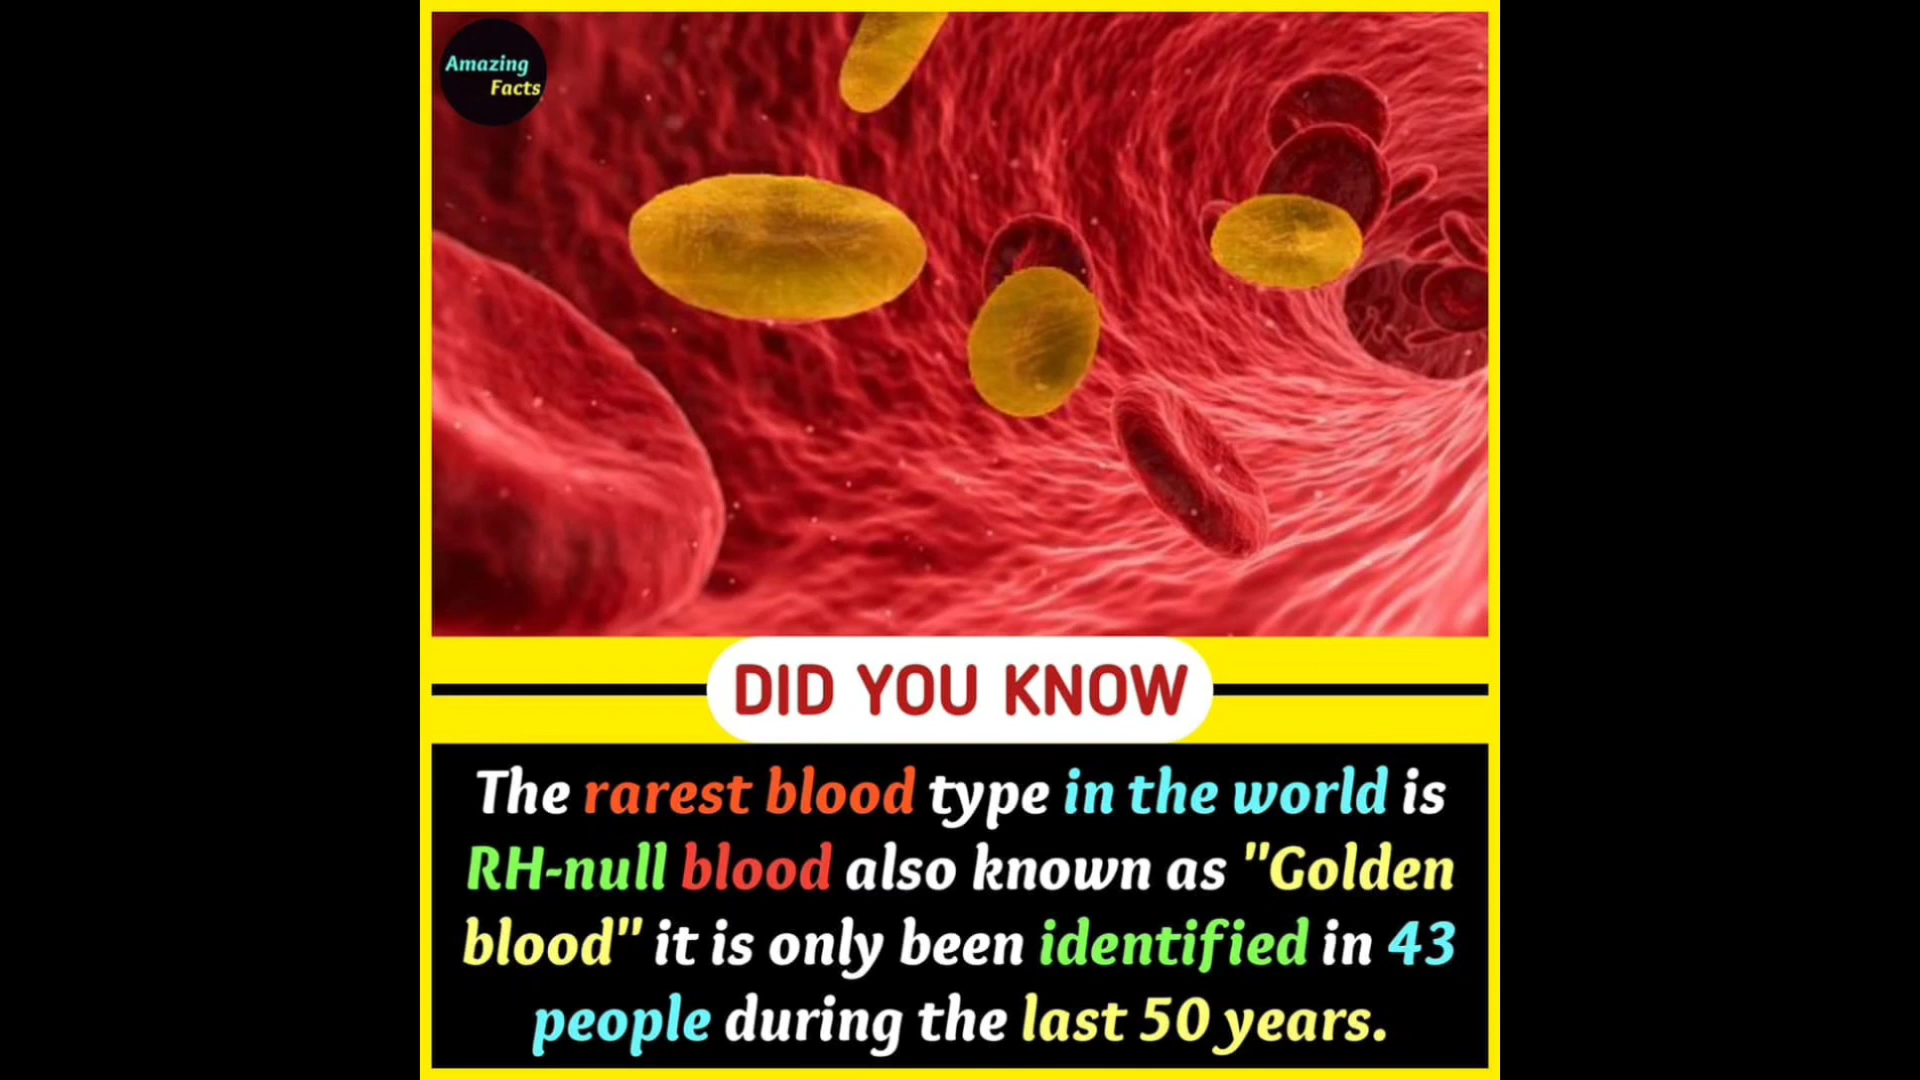 Amazing
Facts
DID YOU KNOW
The rarest blood type in the world is
RH-null blood also known as "Golden
blood" it is only been identified in 43
people during the last 50 years.